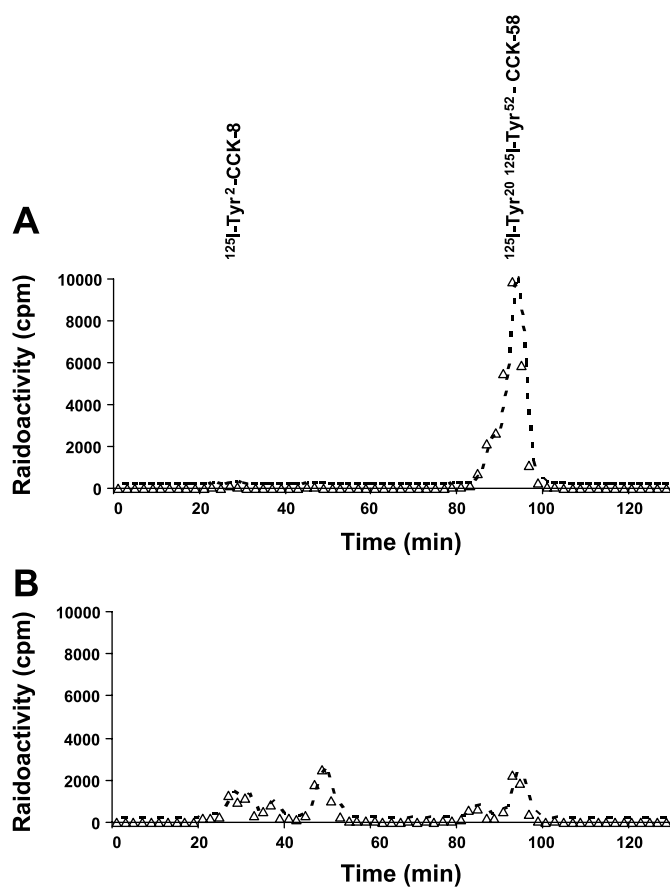 125I-Tyr2-CCK-8
125I-Tyr20 125I-Tyr52- CCK-58
A
Raidoactivity (cpm)
10000
8000
6000
4000
2000
0
0 20 40 60 80 100 120
Time (min)
B
Raidoactivity (cpm)
10000
8000
6000
4000
2000
0
0 20 40 60 80 100 120
Time (min)